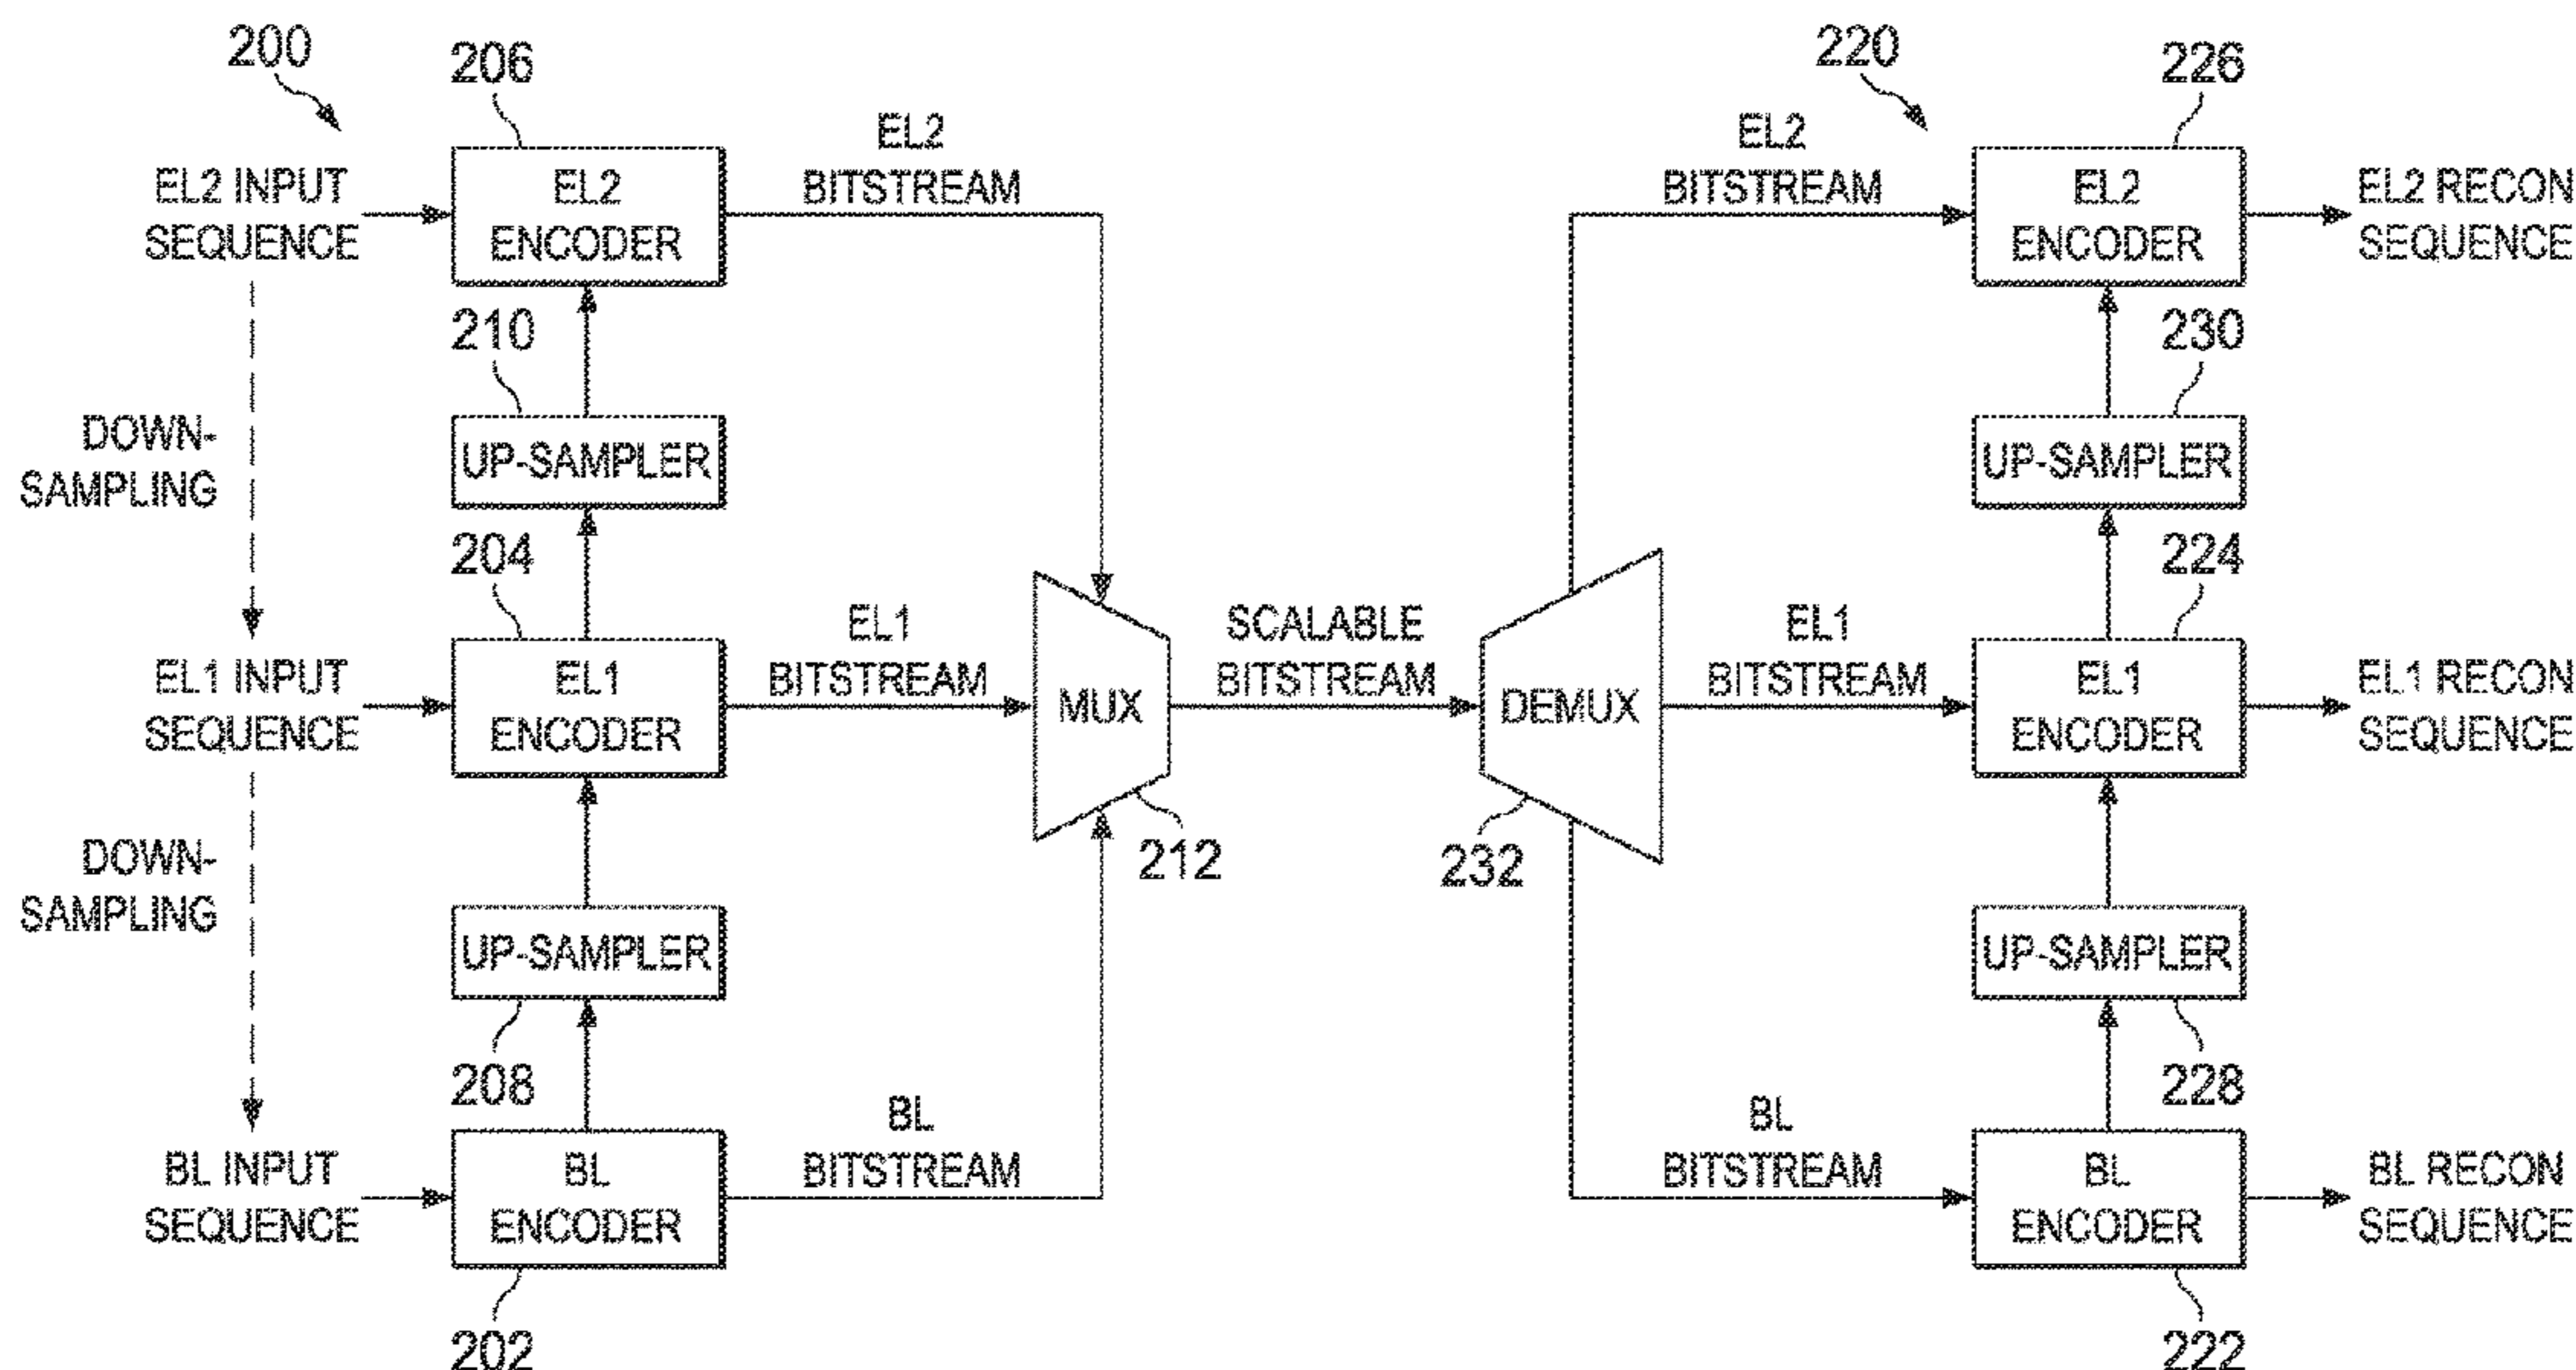 200
206
EL2
BITSTREAM
EL2 INPUT
SEQUENCE
EL2
ENCODER
210
DOWN-
SAMPLING
UP-SAMPLER
204
EL1 INPUT
SEQUENCE
EL1
ENCODER
EL1
BITSTREAM
MUX
212
SCALABLE
BITSTREAM
DOWN-
SAMPLING
UP-SAMPLER
208
BL INPUT
SEQUENCE
BL
ENCODER
202
BL
BITSTREAM
220
226
EL2
BITSTREAM
EL2
ENCODER
EL2 RECON
SEQUENCE
230
UP-SAMPLER
224
DEMUX
232
EL1
BITSTREAM
EL1
ENCODER
EL1 RECON
SEQUENCE
UP-SAMPLER
228
BL
BITSTREAM
BL
ENCODER
222
BL RECON
SEQUENCE